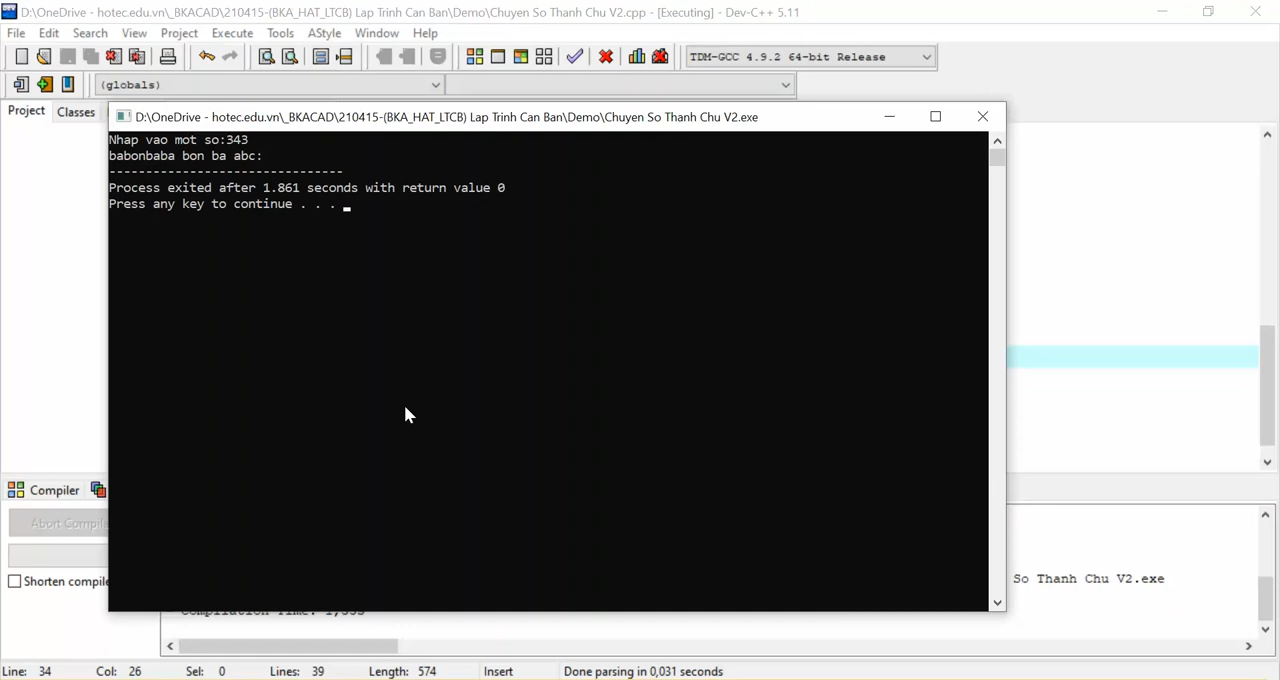 D:\OneDrive - hotec.edu.vn\_BKACAD\210415-(BKA_HAT_LTCB) Lap Trinh Can Ban\Demo\Chuyen So Thanh Chu V2.cpp - [Executing] - Dev-C++ 5.11
File Edit Search View Project Execute Tools AStyle Window Help
TDM-GCC 4.9.2 64-bit Release
(globals)
Project Classes
D:\OneDrive - hotec.edu.vn\_BKACAD\210415-(BKA_HAT_LTCB) Lap Trinh Can Ban\Demo\Chuyen So Thanh Chu V2.exe
Nhap vao mot so:343
babonbaba bon ba abc:
--------------------------------
Process exited after 1.861 seconds with return value 0
Press any key to continue . . .
Compiler
Abort Compile
Shorten compile
So Thanh Chu V2.exe
Line: 34 Col: 26 Sel: 0 Lines: 39 Length: 574 Insert Done parsing in 0,031 seconds